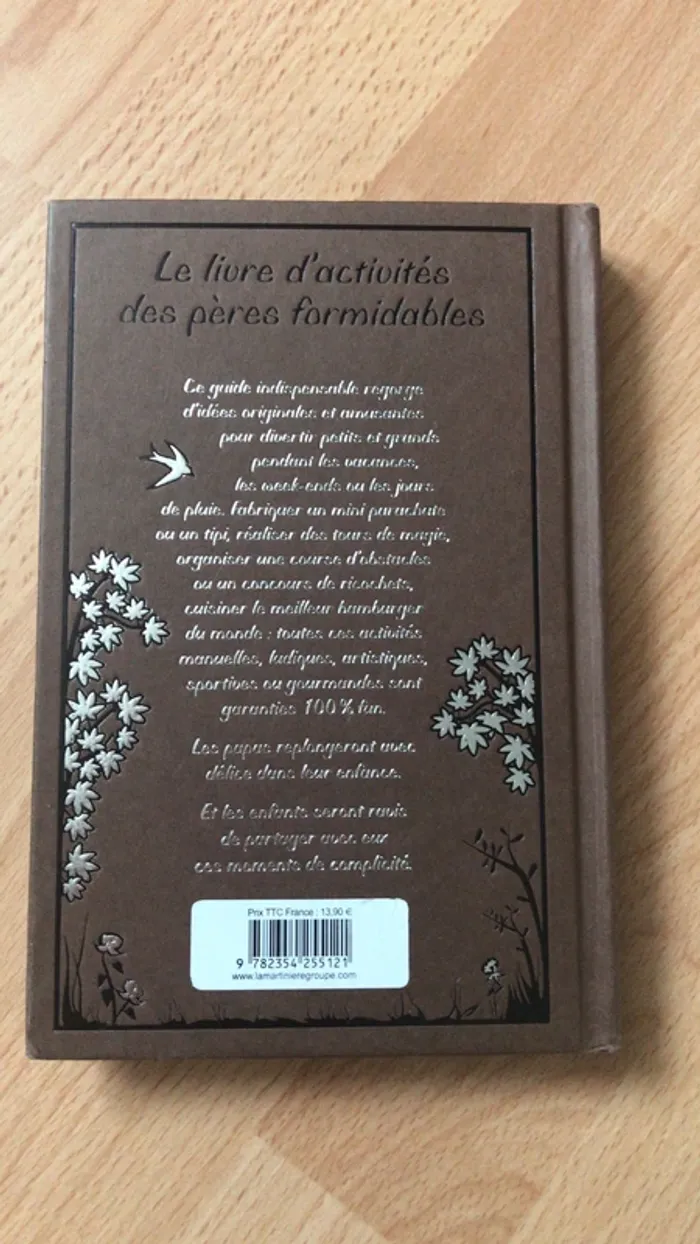 Le livre d'activités
des pères formidables
Ce guide indispensable regorge
d'idées originales et amusantes
pour divertir petits et grands
pendant les vacances,
les week-ends ou les jours
de pluie. Fabriquer un mini parachute
ou un tipi, réaliser des tours de magie,
organiser une course d'obstacles
ou un concours de ricochets,
cuisiner le meilleur hamburger
du monde : toutes ces activités
manuelles, ludiques, artistiques,
sportives ou gourmandes sont
garanties 100 % fun.
Les papas replongeront avec
délice dans leur enfance.
Et les enfants seront ravis
de partager avec eux
ces moments de complicité.
Prix TTC France : 13,90 €
9 782354 255121
www.lamartinieregroupe.com